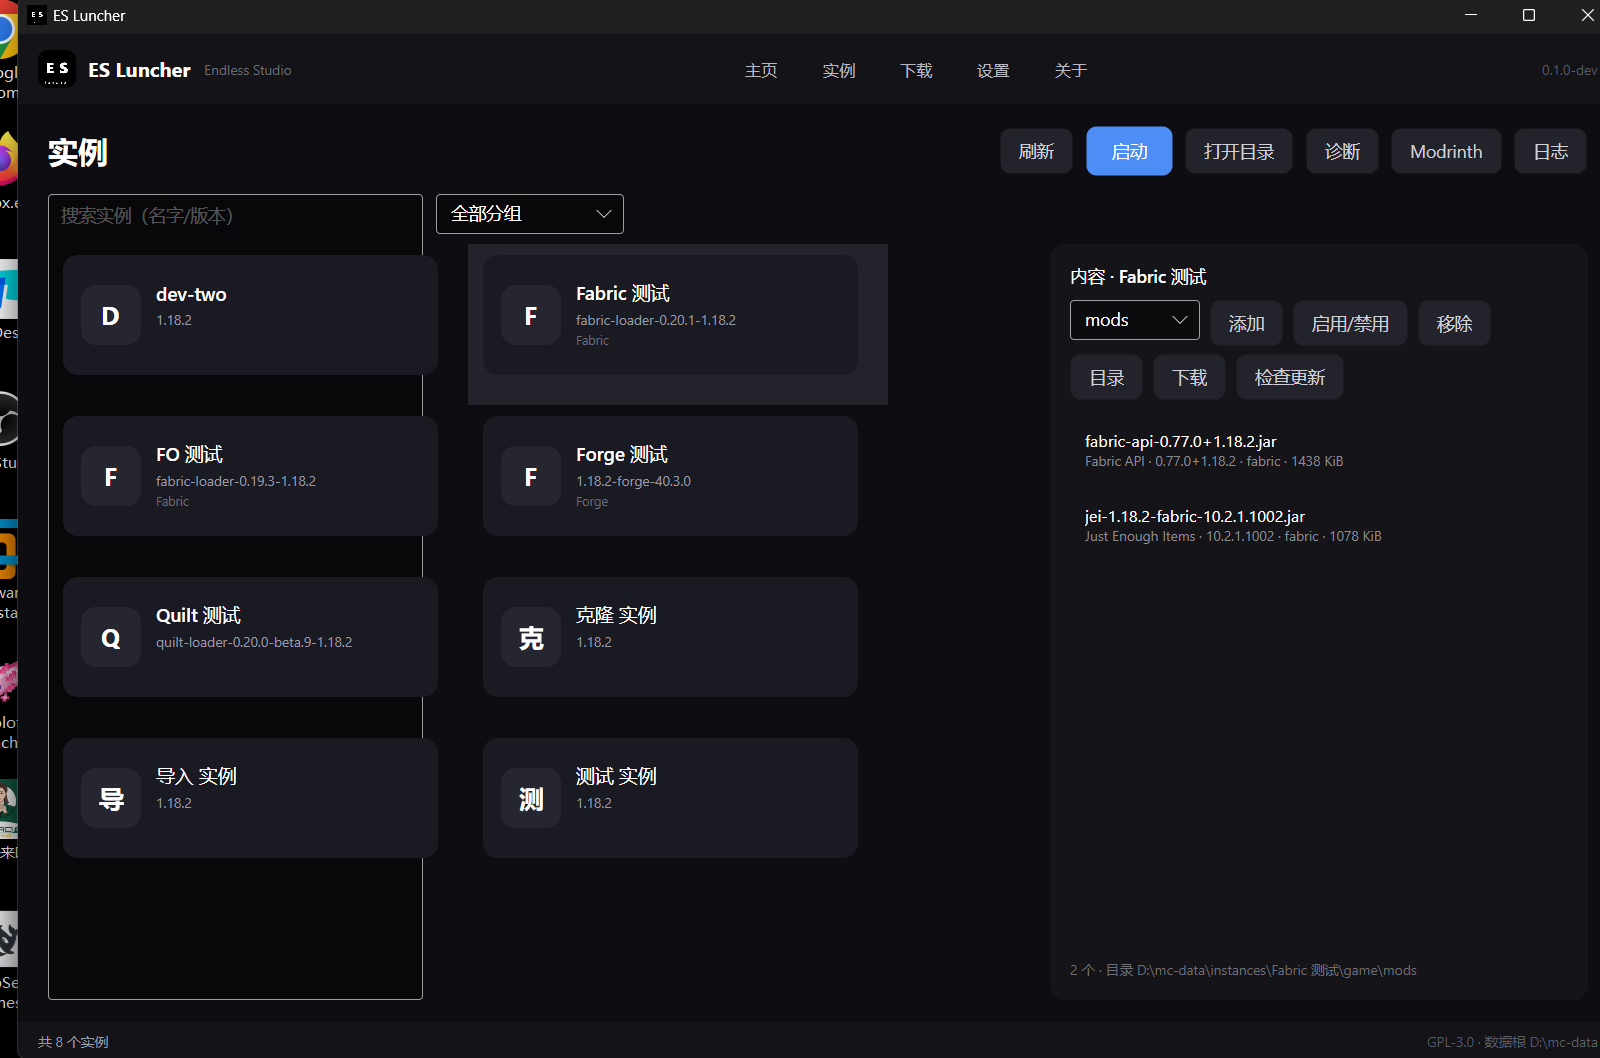 ES Luncher
E S
ES Luncher
Endless Studio
主页
实例
下载
设置
关于
0.1.0-dev
实例
刷新
启动
打开目录
诊断
Modrinth
日志
搜索实例（名字/版本）
全部分组
D
dev-two
1.18.2
F
Fabric 测试
fabric-loader-0.20.1-1.18.2
Fabric
F
FO 测试
fabric-loader-0.19.3-1.18.2
Fabric
F
Forge 测试
1.18.2-forge-40.3.0
Forge
Q
Quilt 测试
quilt-loader-0.20.0-beta.9-1.18.2
克
克隆 实例
1.18.2
导
导入 实例
1.18.2
测
测试 实例
1.18.2
内容 · Fabric 测试
mods
添加
启用/禁用
移除
目录
下载
检查更新
fabric-api-0.77.0+1.18.2.jar
Fabric API · 0.77.0+1.18.2 · fabric · 1438 KiB
jei-1.18.2-fabric-10.2.1.1002.jar
Just Enough Items · 10.2.1.1002 · fabric · 1078 KiB
2 个 · 目录 D:\mc-data\instances\Fabric 测试\game\mods
共 8 个实例
GPL-3.0 · 数据根 D:\mc-data